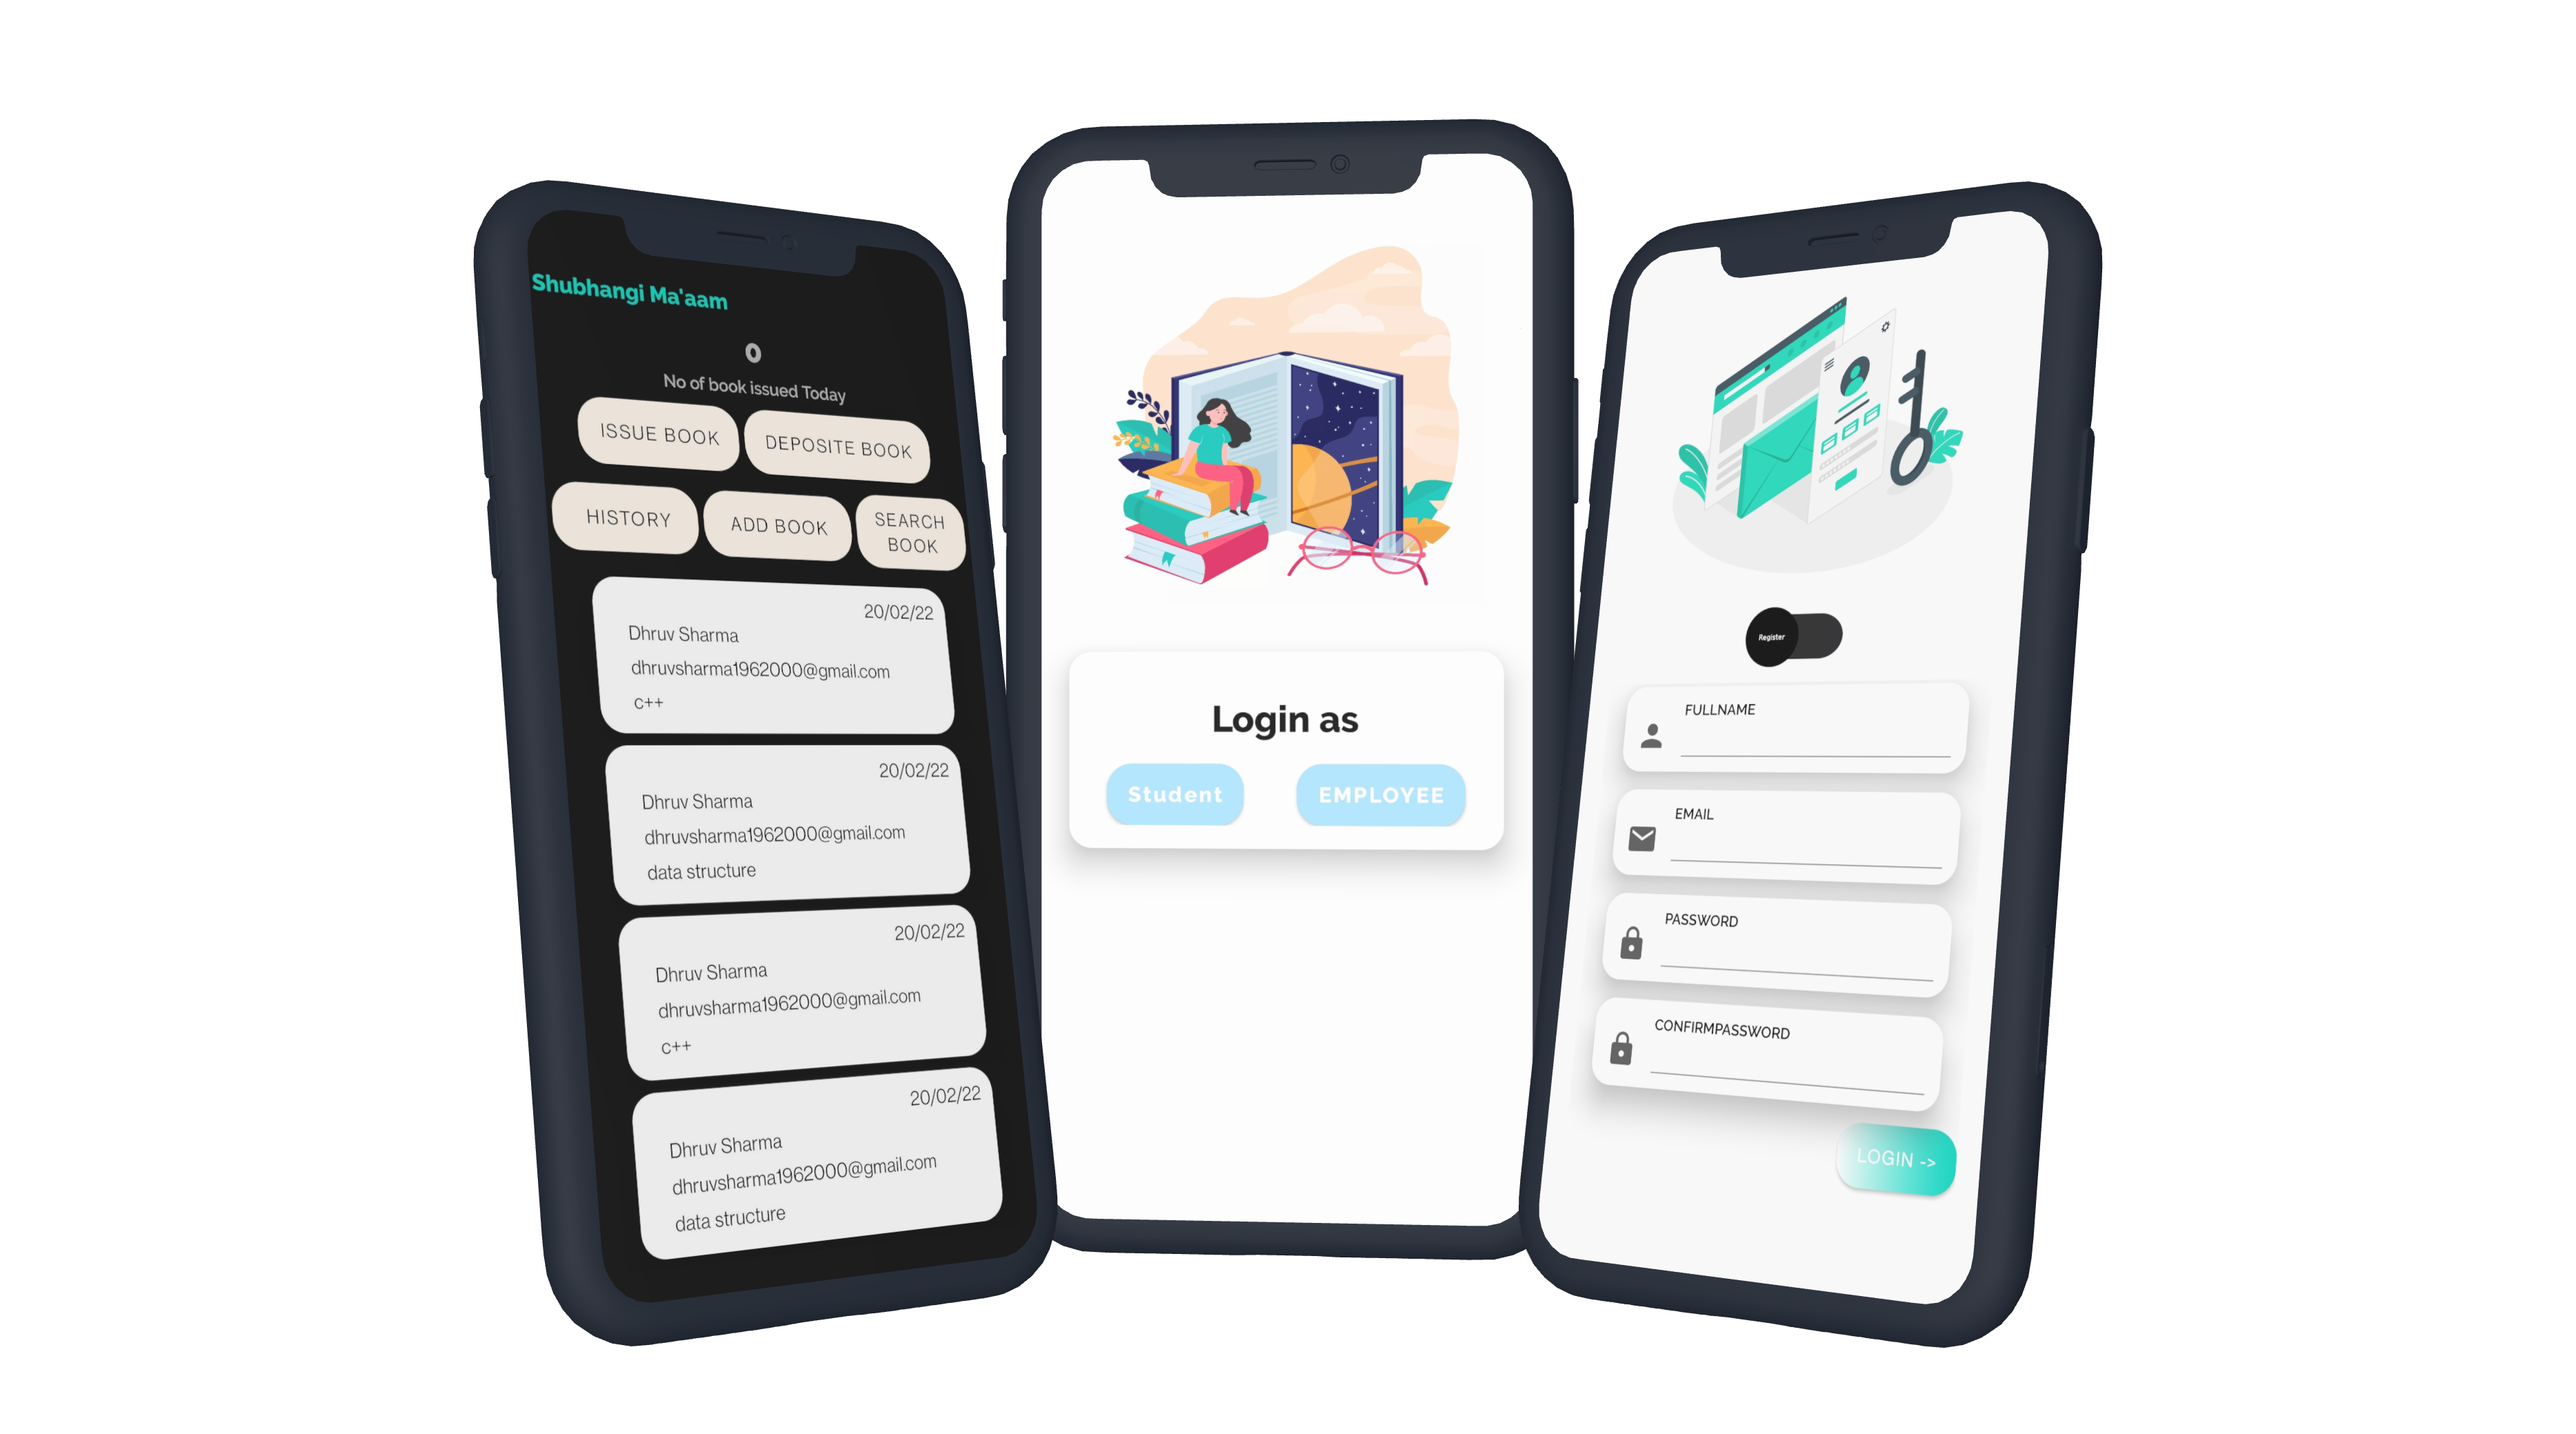 Shubhangi Ma'aam
0
No of book issued Today
ISSUE BOOK
DEPOSITE BOOK
HISTORY
ADD BOOK
SEARCH
BOOK
20/02/22
Dhruv Sharma
dhruvsharma1962000@gmail.com
c++
20/02/22
Dhruv Sharma
dhruvsharma1962000@gmail.com
data structure
20/02/22
Dhruv Sharma
dhruvsharma1962000@gmail.com
c++
20/02/22
Dhruv Sharma
dhruvsharma1962000@gmail.com
data structure
Login as
Student
EMPLOYEE
Register
FULLNAME
EMAIL
PASSWORD
CONFIRMPASSWORD
LOGIN ->